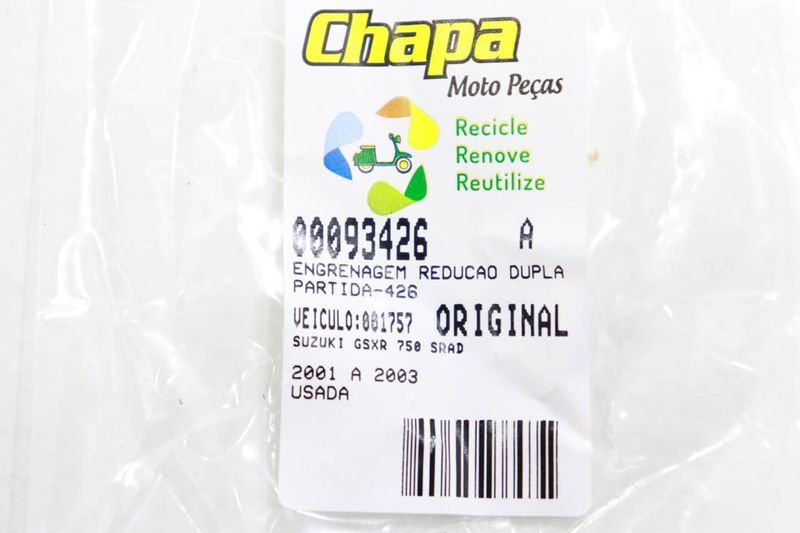 Chapa
Moto Peças
Recicle
Renove
Reutilize
00093426 A
ENGRENAGEM REDUCAO DUPLA
PARTIDA-426
VEICULO:001757 ORIGINAL
SUZUKI GSXR 750 SRAD
2001 A 2003
USADA